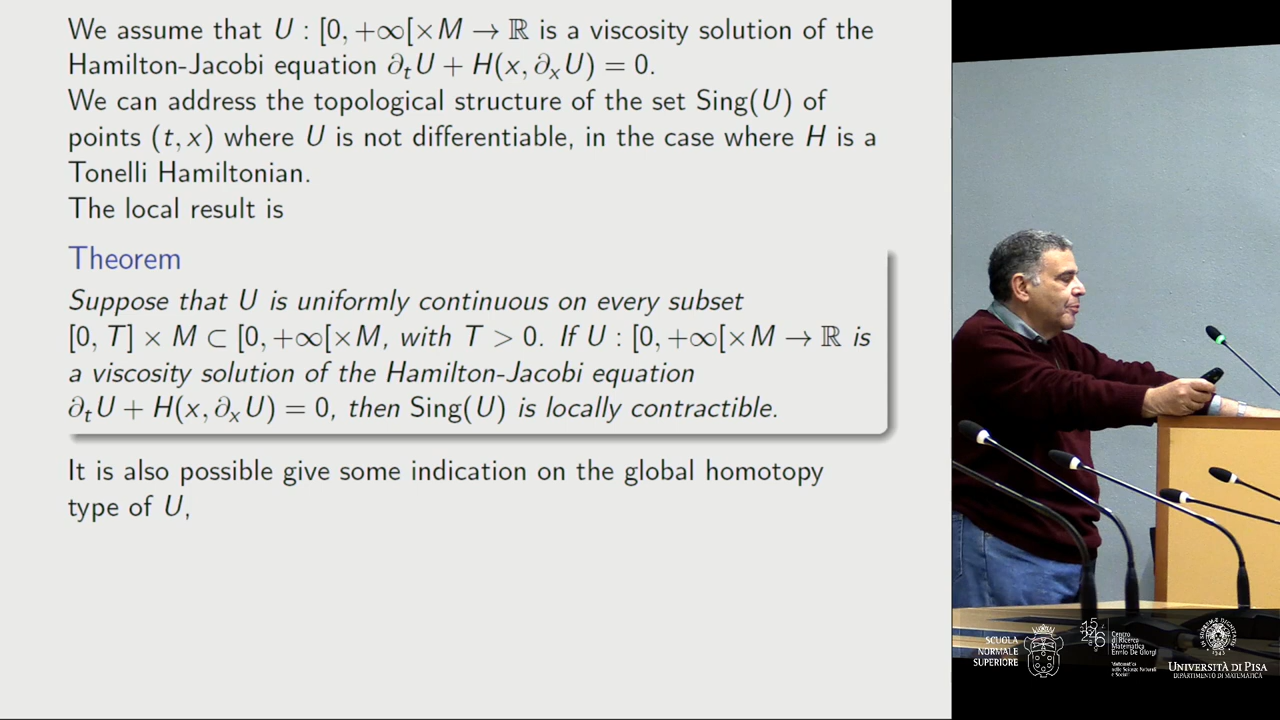 We assume that U : [0, +∞[×M → ℝ is a viscosity solution of the
Hamilton-Jacobi equation ∂ₜU + H(x, ∂ₓU) = 0.
We can address the topological structure of the set Sing(U) of
points (t, x) where U is not differentiable, in the case where H is a
Tonelli Hamiltonian.
The local result is
Theorem
Suppose that U is uniformly continuous on every subset
[0, T] × M ⊂ [0, +∞[×M, with T > 0. If U : [0, +∞[×M → ℝ is
a viscosity solution of the Hamilton-Jacobi equation
∂ₜU + H(x, ∂ₓU) = 0, then Sing(U) is locally contractible.
It is also possible give some indication on the global homotopy
type of U,
SCUOLA
NORMALE
SUPERIORE
Centro
di Ricerca
Matematica
Ennio De Giorgi
UNIVERSITÀ DI PISA
DIPARTIMENTO DI MATEMATICA